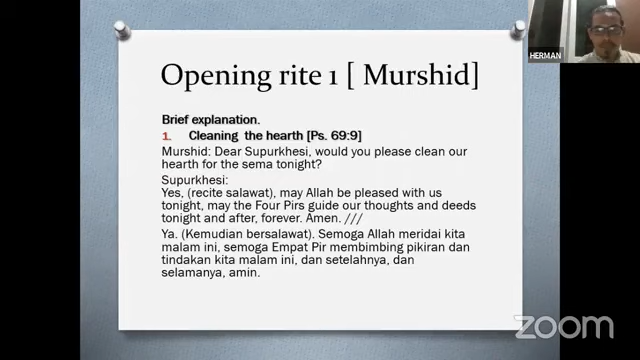 HERMAN
Opening rite 1 [ Murshid]
Brief explanation.
1. Cleaning the hearth [Ps. 69:9]
Murshid: Dear Supurkhesi, would you please clean our
hearth for the sema tonight?
Supurkhesi:
Yes, (recite salawat), may Allah be pleased with us
tonight, may the Four Pirs guide our thoughts and deeds
tonight and after, forever. Amen. ///
Ya. (Kemudian bersalawat). Semoga Allah meridai kita
malam ini, semoga Empat Pir membimbing pikiran dan
tindakan kita malam ini, dan setelahnya, dan
selamanya, amin.
zoom